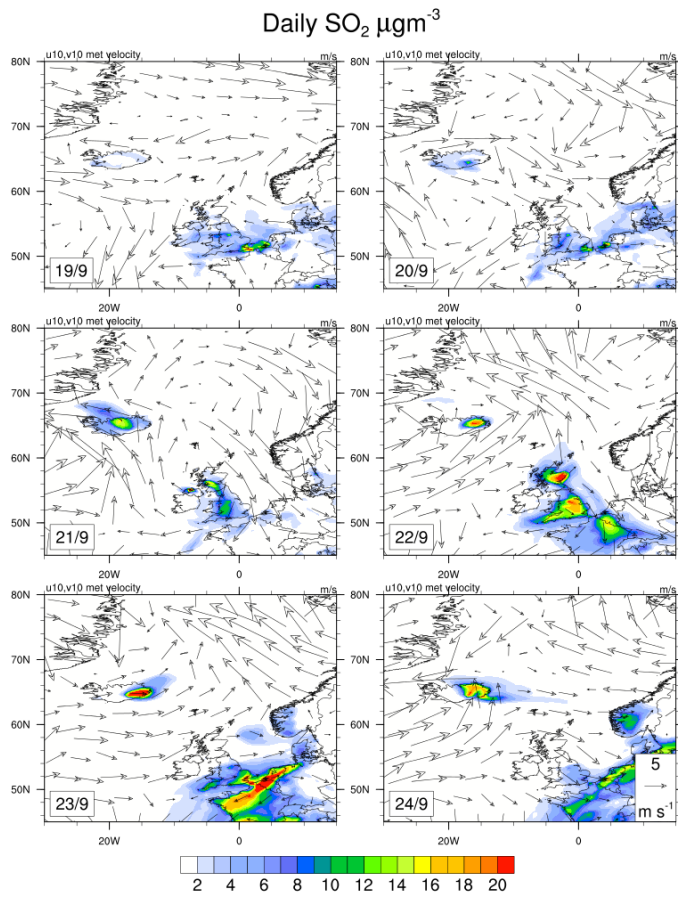 Daily SO₂ µgm⁻³
u10,v10 met velocity m/s u10,v10 met velocity m/s
80N 80N
70N 70N
60N 60N
50N 50N
19/9 20/9
20W 0 20W 0
u10,v10 met velocity m/s u10,v10 met velocity m/s
80N 80N
70N 70N
60N 60N
50N 50N
21/9 22/9
20W 0 20W 0
u10,v10 met velocity m/s u10,v10 met velocity m/s
80N 80N
70N 70N
60N 60N
5
50N 50N
23/9 24/9 m s⁻¹
20W 0 20W 0
2 4 6 8 10 12 14 16 18 20